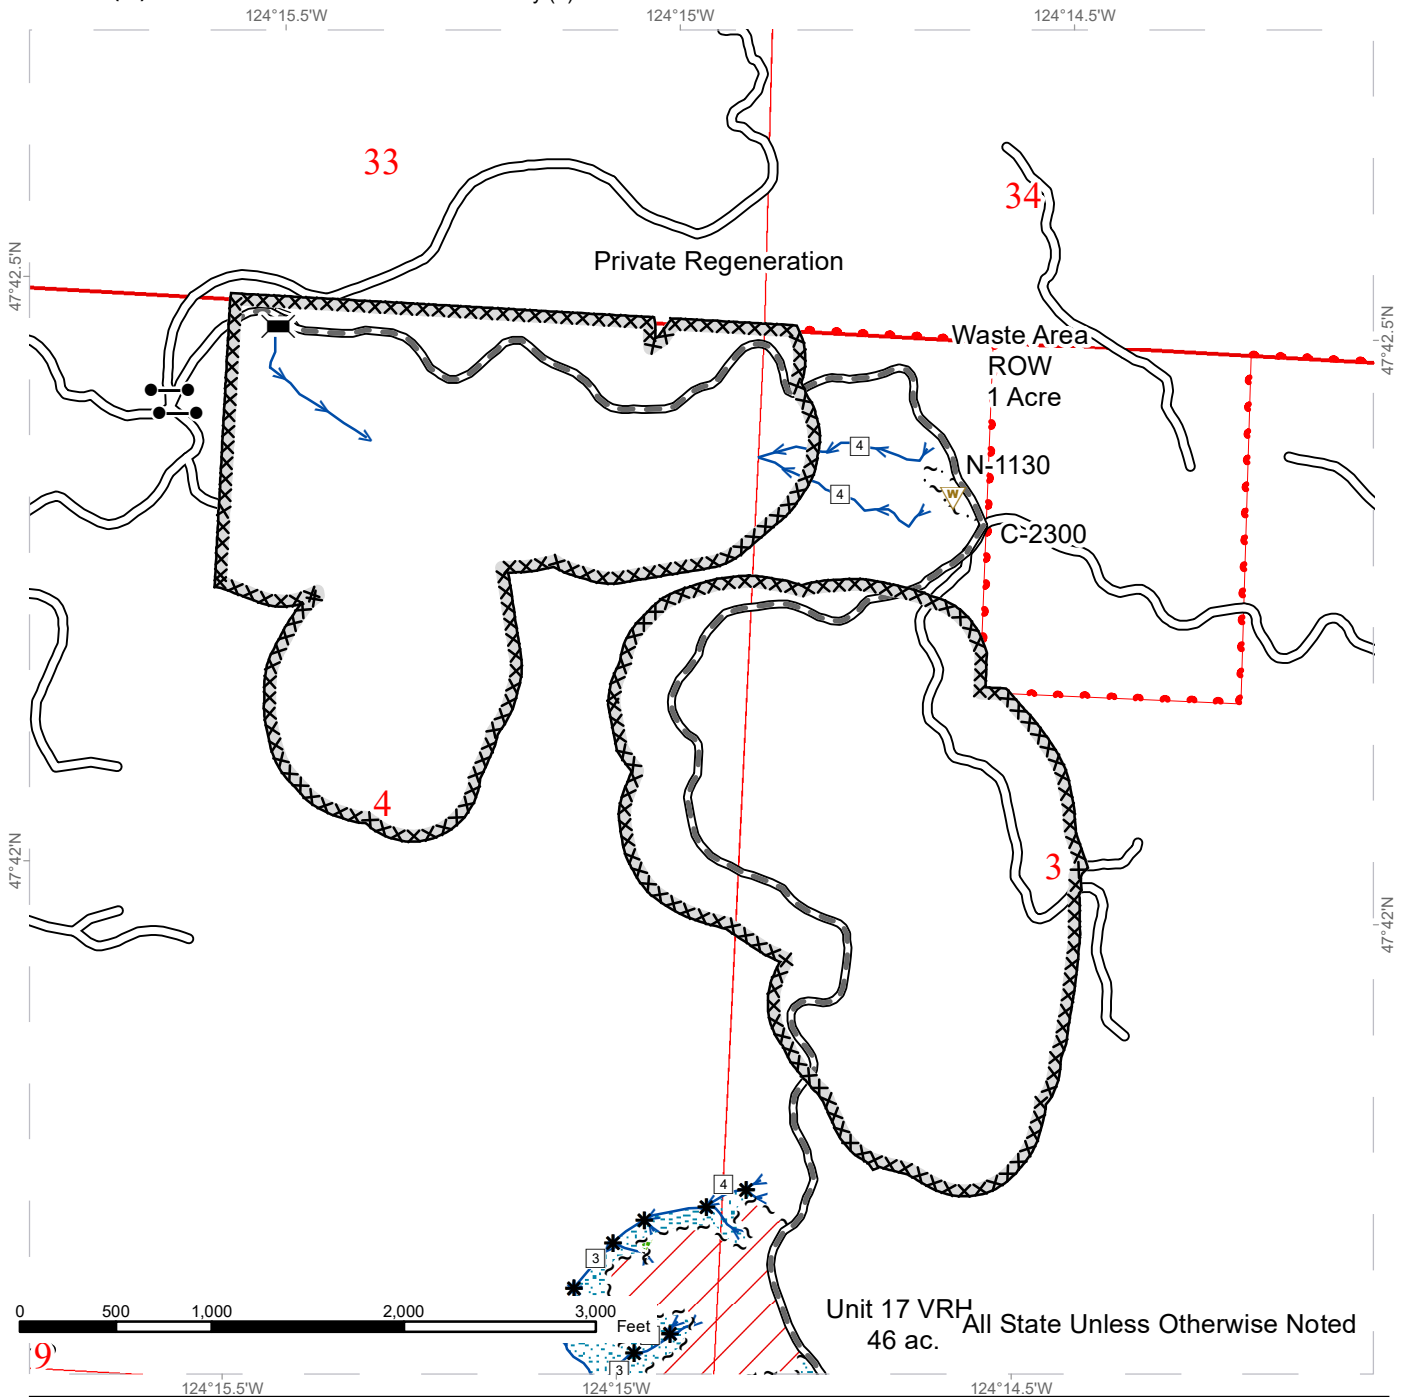 124°15.5'W
124°15'W
124°14.5'W
33
34
Private Regeneration
47°42.5'N
47°42.5'N
Waste Area
ROW
1 Acre
4
N-1130
4
W
C-2300
4
3
47°42'N
47°42'N
4
3
0
500
1,000
2,000
3,000
Feet
Unit 17 VRH
46 ac.
All State Unless Otherwise Noted
9
3
124°15.5'W
124°15'W
124°14.5'W